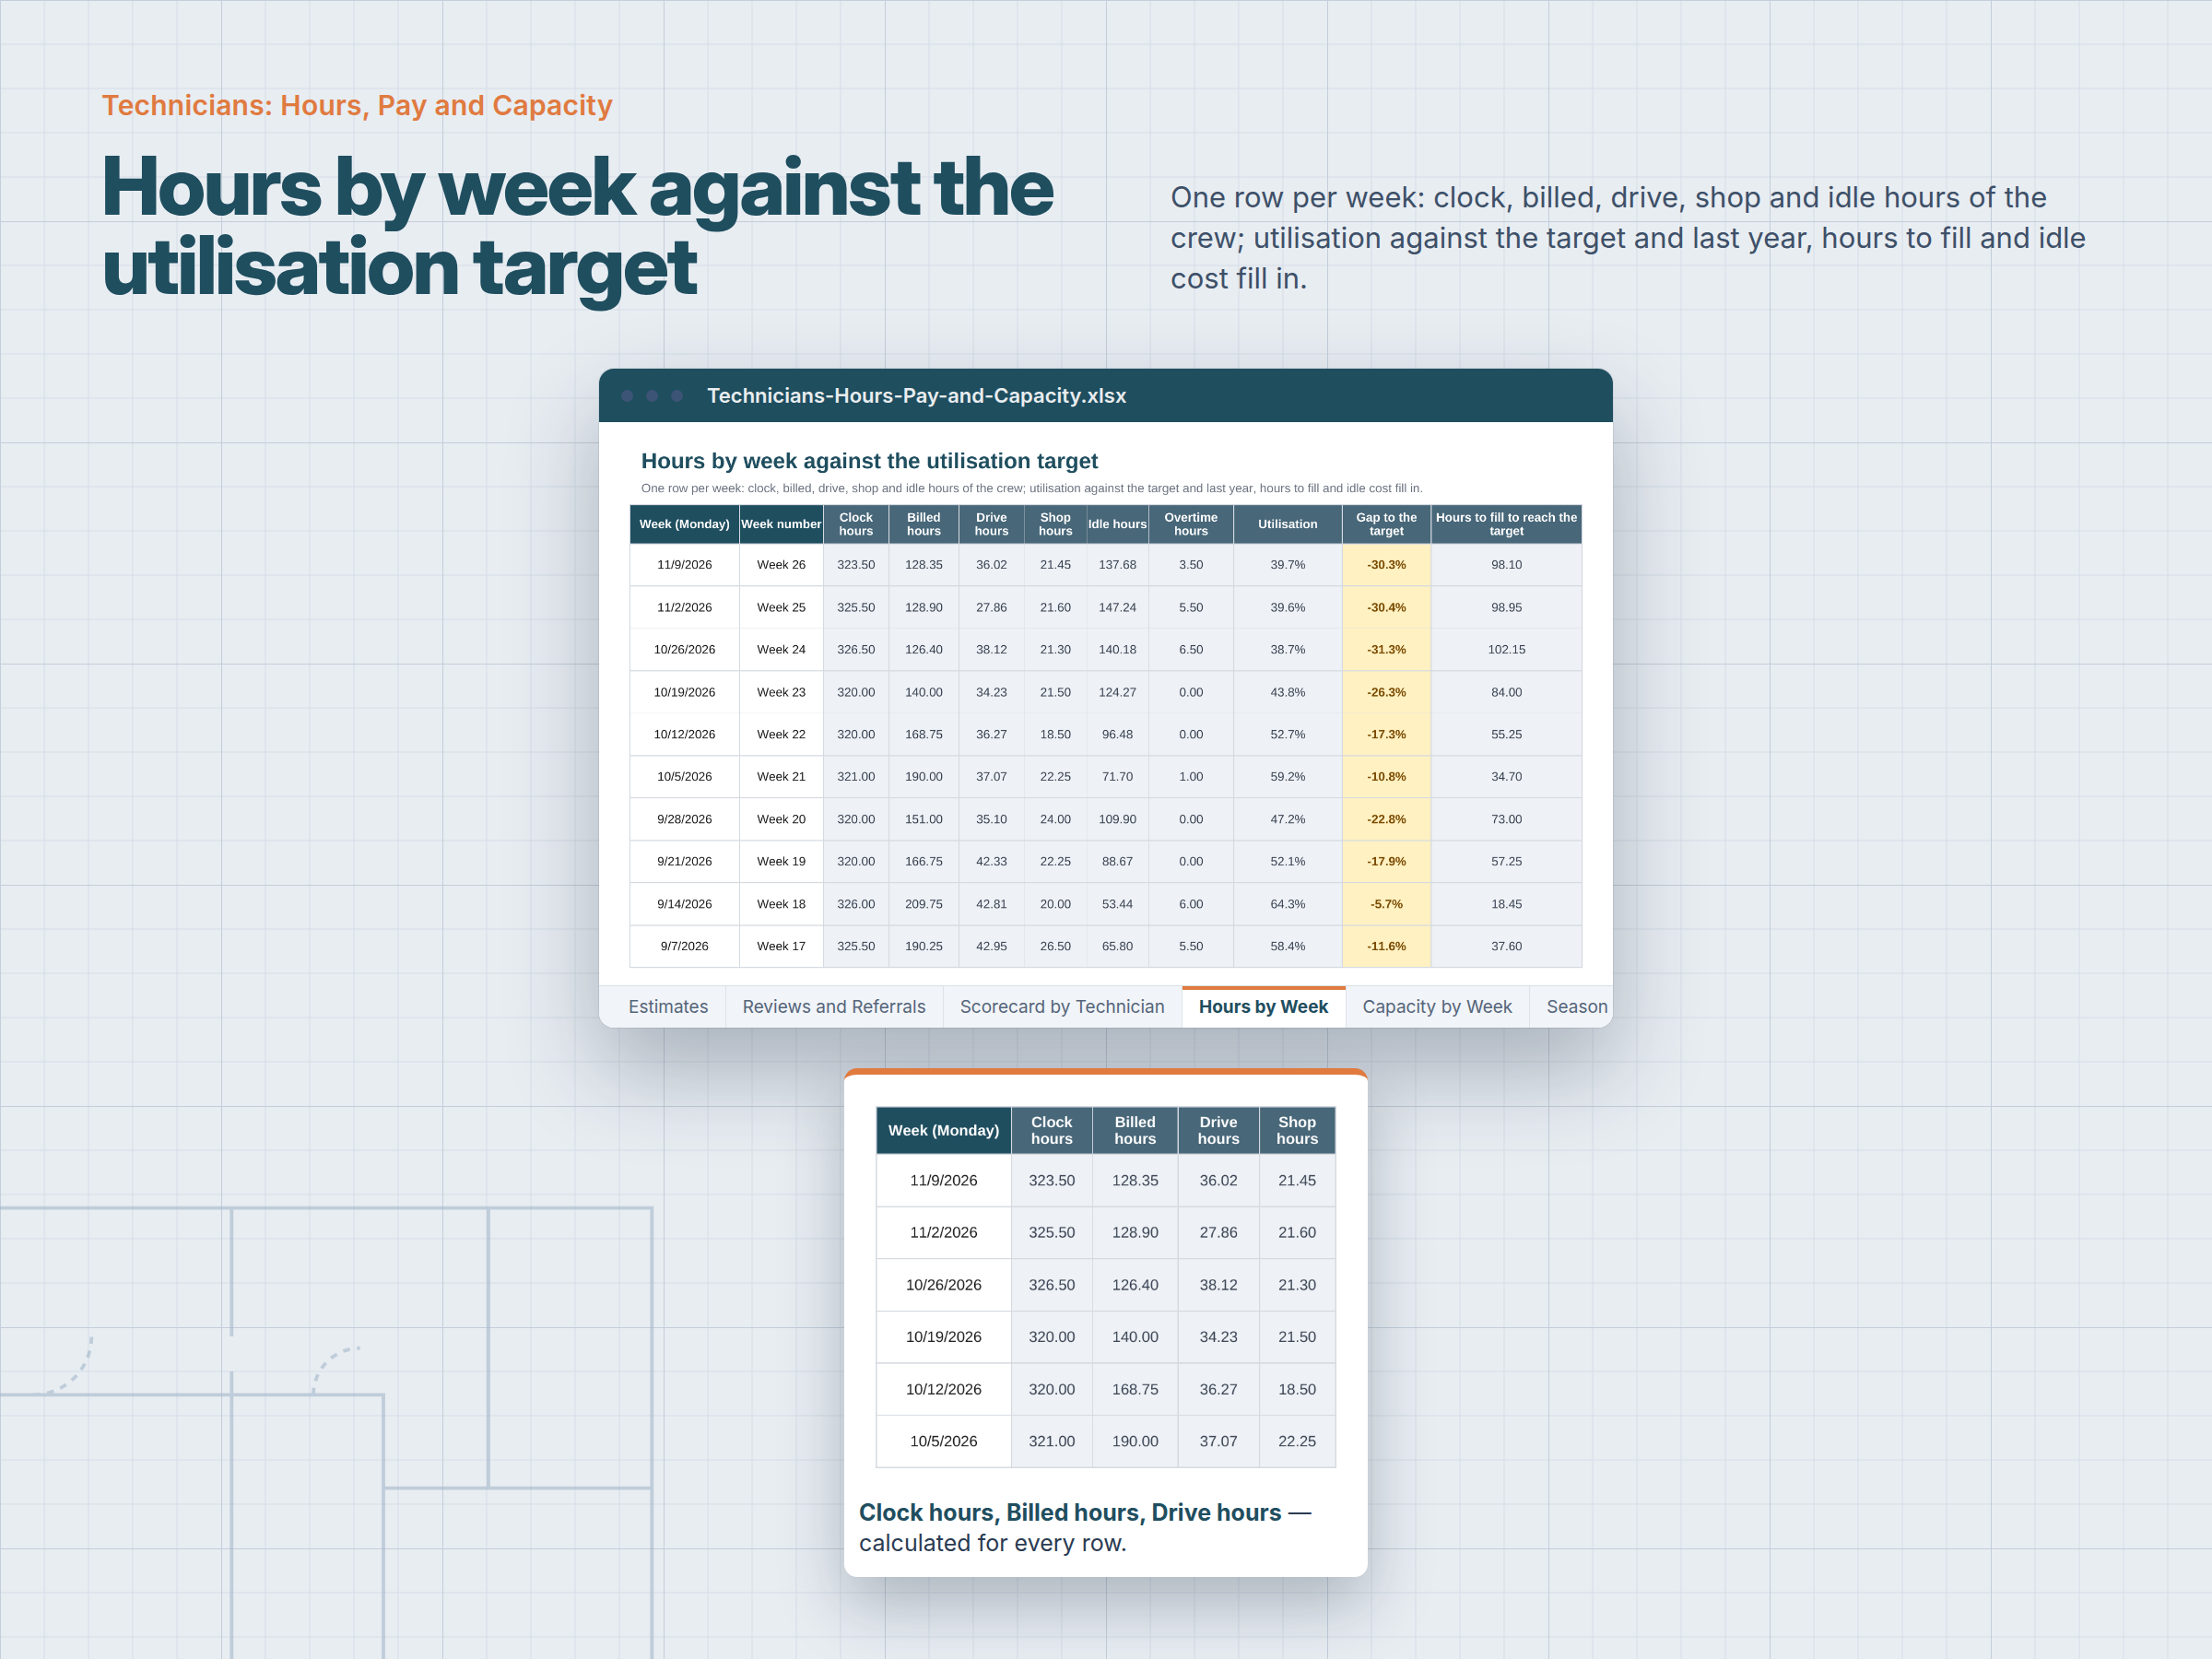 Technicians: Hours, Pay and Capacity
Hours by week against the
utilisation target
One row per week: clock, billed, drive, shop and idle hours of the
crew; utilisation against the target and last year, hours to fill and idle
cost fill in.
Technicians-Hours-Pay-and-Capacity.xlsx
Hours by week against the utilisation target
One row per week: clock, billed, drive, shop and idle hours of the crew; utilisation against the target and last year, hours to fill and idle cost fill in.
Week (Monday) Week number Clock hours Billed hours Drive hours Shop hours Idle hours Overtime hours Utilisation Gap to the target Hours to fill to reach the target
11/9/2026 Week 26 323.50 128.35 36.02 21.45 137.68 3.50 39.7% -30.3% 98.10
11/2/2026 Week 25 325.50 128.90 27.86 21.60 147.24 5.50 39.6% -30.4% 98.95
10/26/2026 Week 24 326.50 126.40 38.12 21.30 140.18 6.50 38.7% -31.3% 102.15
10/19/2026 Week 23 320.00 140.00 34.23 21.50 124.27 0.00 43.8% -26.3% 84.00
10/12/2026 Week 22 320.00 168.75 36.27 18.50 96.48 0.00 52.7% -17.3% 55.25
10/5/2026 Week 21 321.00 190.00 37.07 22.25 71.70 1.00 59.2% -10.8% 34.70
9/28/2026 Week 20 320.00 151.00 35.10 24.00 109.90 0.00 47.2% -22.8% 73.00
9/21/2026 Week 19 320.00 166.75 42.33 22.25 88.67 0.00 52.1% -17.9% 57.25
9/14/2026 Week 18 326.00 209.75 42.81 20.00 53.44 6.00 64.3% -5.7% 18.45
9/7/2026 Week 17 325.50 190.25 42.95 26.50 65.80 5.50 58.4% -11.6% 37.60
Estimates Reviews and Referrals Scorecard by Technician Hours by Week Capacity by Week Season
Week (Monday) Clock hours Billed hours Drive hours Shop hours
11/9/2026 323.50 128.35 36.02 21.45
11/2/2026 325.50 128.90 27.86 21.60
10/26/2026 326.50 126.40 38.12 21.30
10/19/2026 320.00 140.00 34.23 21.50
10/12/2026 320.00 168.75 36.27 18.50
10/5/2026 321.00 190.00 37.07 22.25
Clock hours, Billed hours, Drive hours —
calculated for every row.